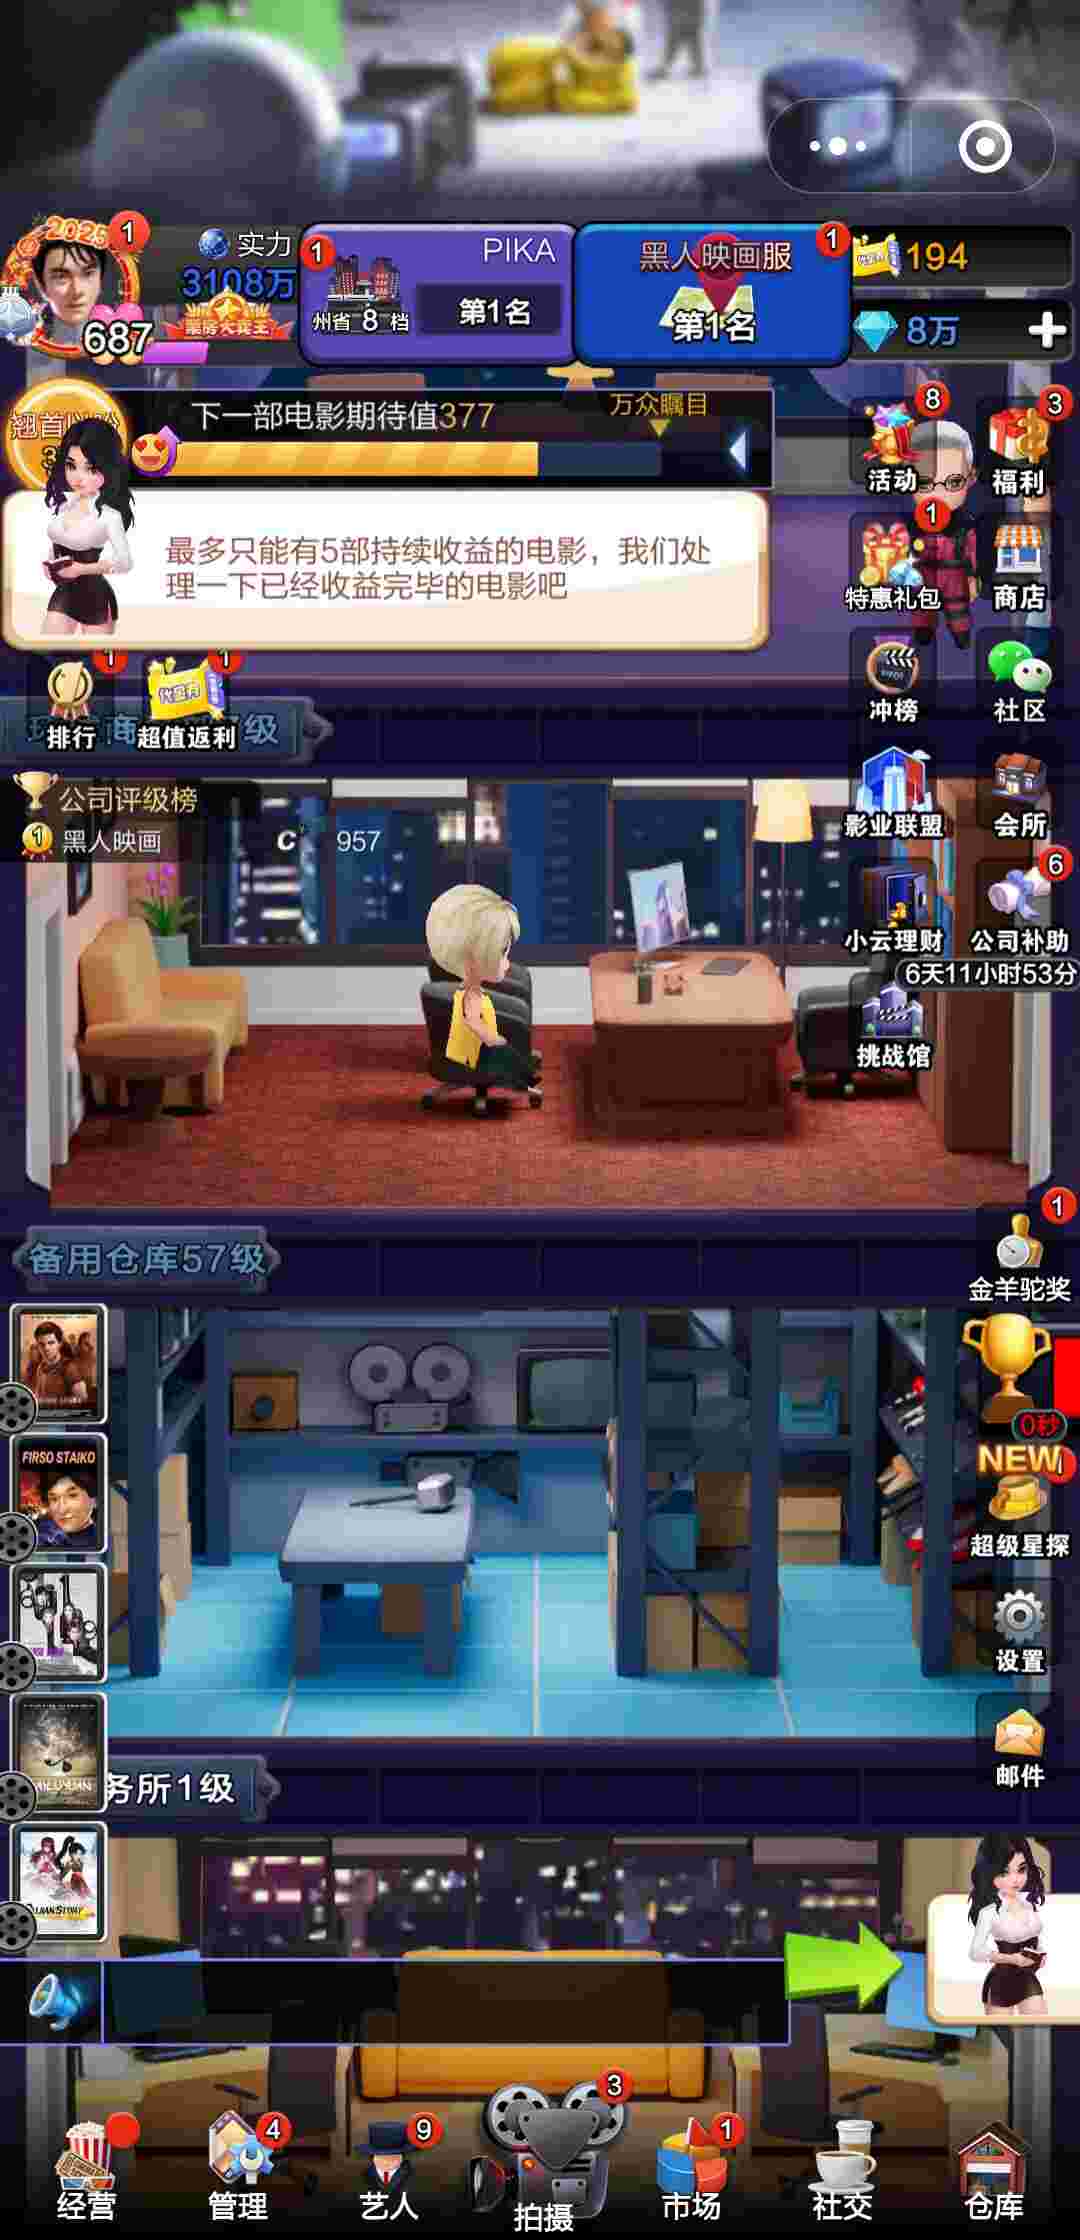 2025
1
687
实力
3108万
票房大卖王
1
PIKA
州省 8 档
第1名
黑人映画服
1
第1名
194
8万
下一部电影期待值377
万众瞩目
最多只能有5部持续收益的电影，我们处
理一下已经收益完毕的电影吧
8
活动
3
福利
1
特惠礼包
商店
冲榜
社区
影业联盟
会所
小云理财
6
公司补助
6天11小时53分
挑战馆
1
排行
1
超值返利
级
公司评级榜
1
黑人映画
C
957
备用仓库57级
1
金羊驼奖
0秒
NEW
超级星探
设置
邮件
FIRSO STAIKO
务所1级
经营
4
管理
9
艺人
3
拍摄
1
市场
社交
仓库